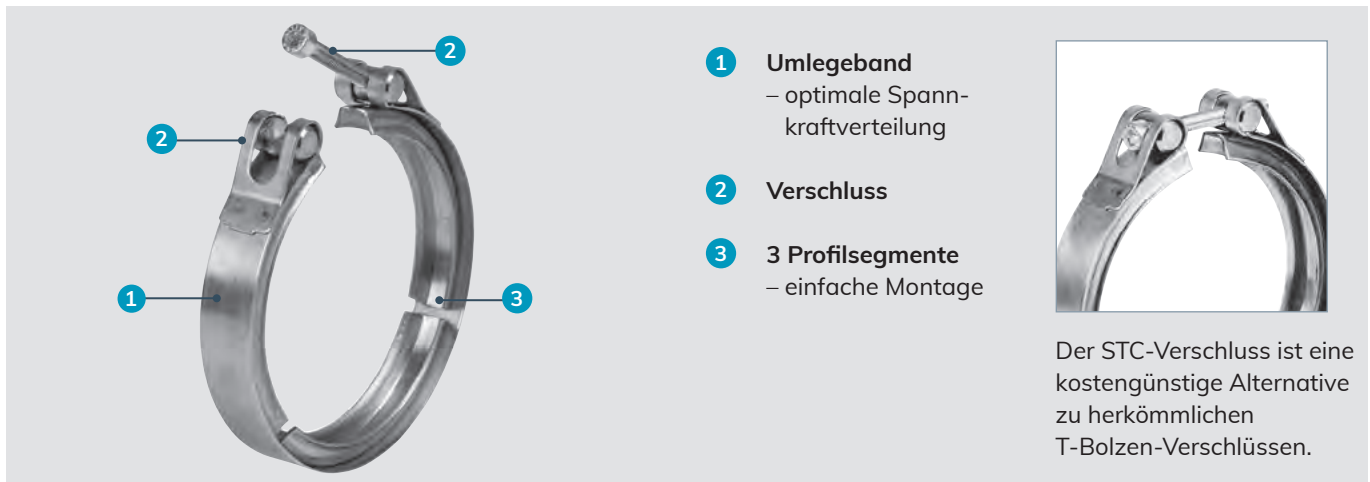 2
2
1
3
1 Umlegeband
– optimale Spann-
kraftverteilung
2 Verschluss
3 3 Profilsegmente
– einfache Montage
Der STC-Verschluss ist eine
kostengünstige Alternative
zu herkömmlichen
T-Bolzen-Verschlüssen.